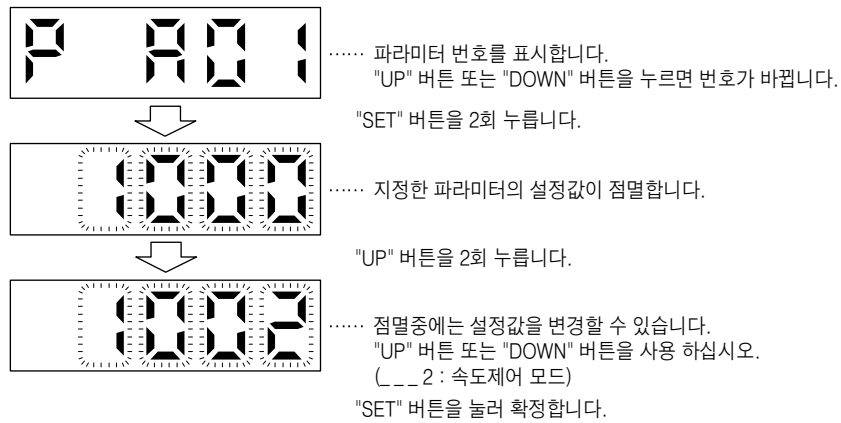 P A01
…… 파라미터 번호를 표시합니다.
"UP" 버튼 또는 "DOWN" 버튼을 누르면 번호가 바뀝니다.
"SET" 버튼을 2회 누릅니다.
1000
…… 지정한 파라미터의 설정값이 점멸합니다.
"UP" 버튼을 2회 누릅니다.
1002
…… 점멸중에는 설정값을 변경할 수 있습니다.
"UP" 버튼 또는 "DOWN" 버튼을 사용 하십시오.
(_ _ _ 2 : 속도제어 모드)
"SET" 버튼을 눌러 확정합니다.